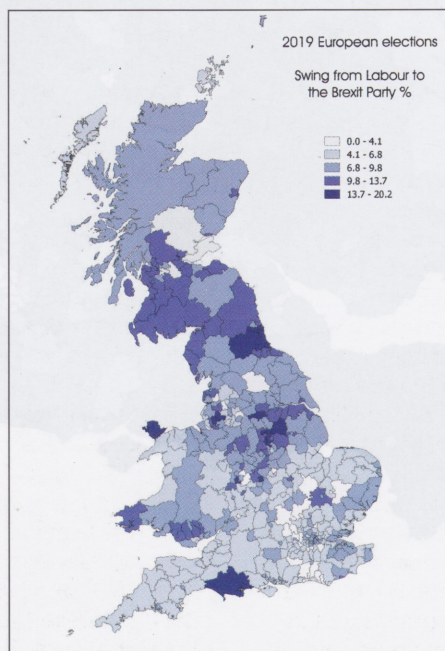 2019 European elections
Swing from Labour to
the Brexit Party %
0.0 - 4.1
4.1 - 6.8
6.8 - 9.8
9.8 - 13.7
13.7 - 20.2